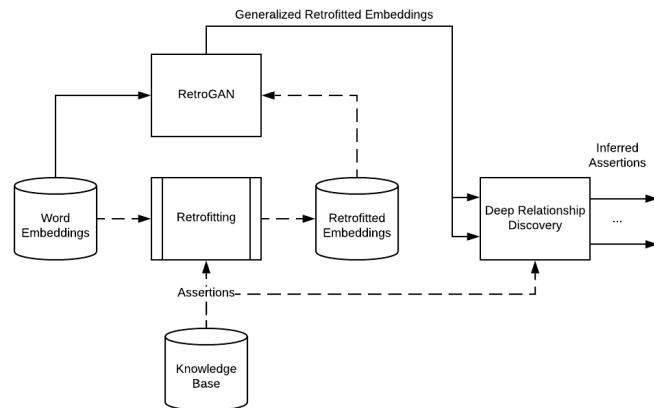 Generalized Retrofitted Embeddings
RetroGAN
Inferred
Assertions
Word
Embeddings
Retrofitting
Retrofitted
Embeddings
Deep Relationship
Discovery
...
Assertions
Knowledge
Base